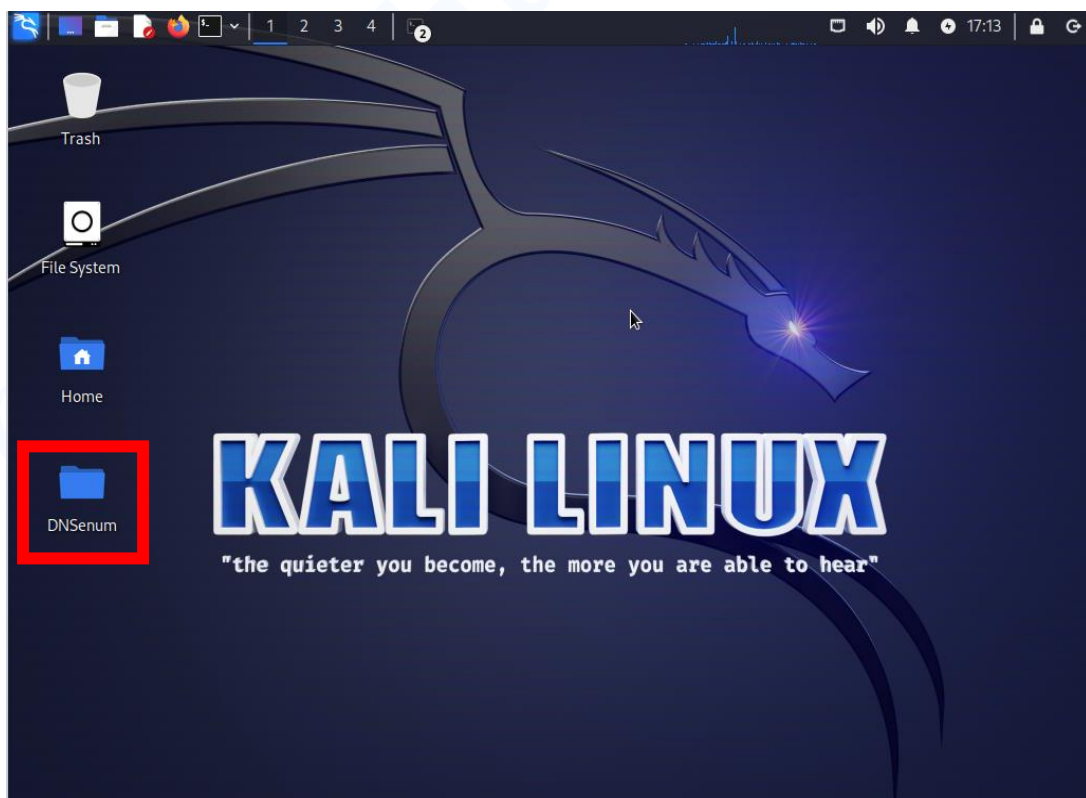 1 2 3 4 2 17:13
Trash
File System
Home
DNSenum
KALI LINUX
"the quieter you become, the more you are able to hear"